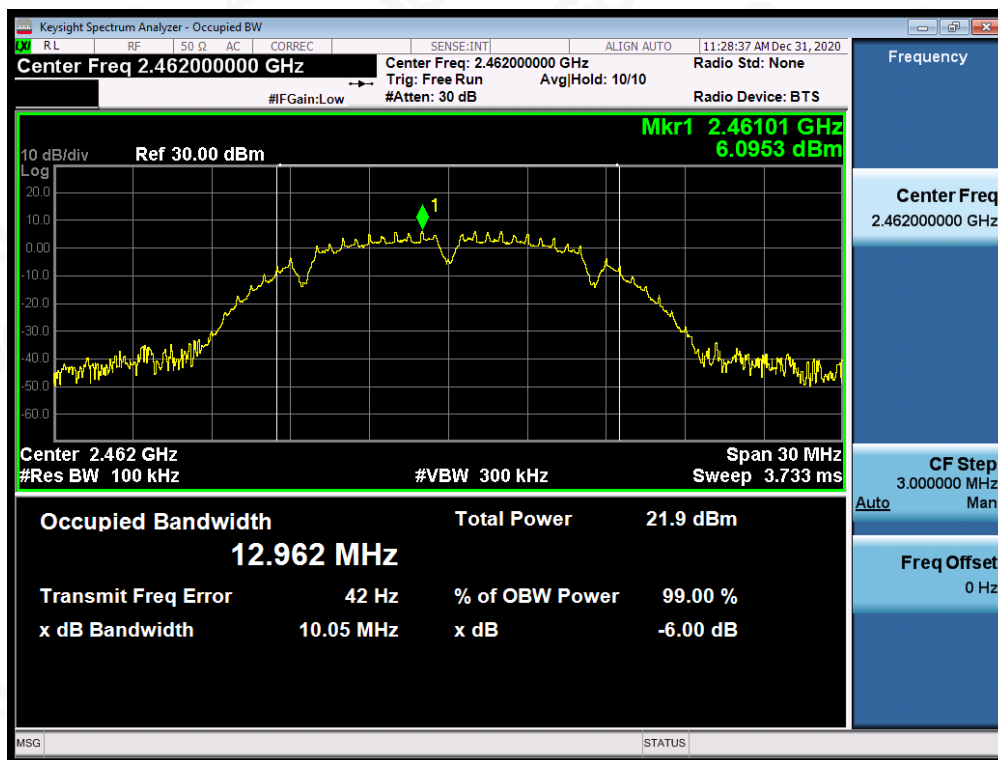 Keysight Spectrum Analyzer - Occupied BW
LXI RL RF 50 Ω AC CORREC SENSE:INT ALIGN AUTO 11:28:37 AM Dec 31, 2020
Center Freq 2.462000000 GHz
#IFGain:Low
Center Freq: 2.462000000 GHz
Trig: Free Run Avg|Hold: 10/10
#Atten: 30 dB
Radio Std: None
Radio Device: BTS
Mkr1 2.46101 GHz
6.0953 dBm
10 dB/div Ref 30.00 dBm
Log
20.0
10.0
0.00
-10.0
-20.0
-30.0
-40.0
-50.0
-60.0
1
Center 2.462 GHz Span 30 MHz
#Res BW 100 kHz #VBW 300 kHz Sweep 3.733 ms
Occupied Bandwidth Total Power 21.9 dBm
12.962 MHz
Transmit Freq Error 42 Hz % of OBW Power 99.00 %
x dB Bandwidth 10.05 MHz x dB -6.00 dB
Frequency
Center Freq
2.462000000 GHz
CF Step
3.000000 MHz
Auto Man
Freq Offset
0 Hz
MSG STATUS